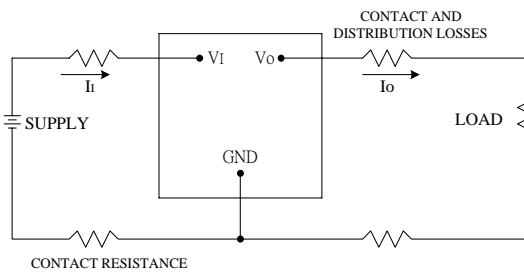 CONTACT AND
DISTRIBUTION LOSSES
VI
VO
II
IO
SUPPLY
LOAD
GND
CONTACT RESISTANCE